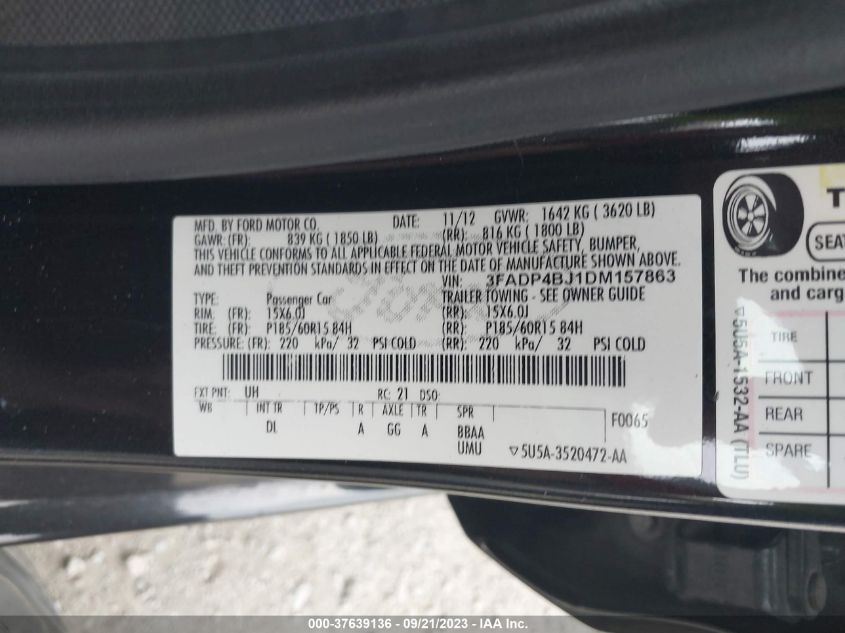 MFD. BY FORD MOTOR CO. DATE: 11/12 GVWR: 1642 KG ( 3620 LB)
GAWR: (FR): 839 KG ( 1850 LB) (RR): 816 KG ( 1800 LB)
THIS VEHICLE CONFORMS TO ALL APPLICABLE FEDERAL MOTOR VEHICLE SAFETY, BUMPER,
AND THEFT PREVENTION STANDARDS IN EFFECT ON THE DATE OF MANUFACTURE SHOWN ABOVE.
VIN: 3FADP4BJ1DM157863
TYPE: Passenger Car TRAILER TOWING - SEE OWNER GUIDE
RIM: (FR): 15X6.0J (RR): 15X6.0J
TIRE: (FR): P185/60R15 84H (RR): P185/60R15 84H
PRESSURE: (FR): 220 kPa/ 32 PSI COLD (RR): 220 kPa/ 32 PSI COLD
EXT PNT: UH RC: 21 DSO:
WB INT TR TP/PS R AXLE TR SPR F0065
DL A GG A BBAA
UMU ▽5U5A-3520472-AA
T
SEAT
The combine
and carg
TIRE
FRONT
REAR
SPARE
▽5U5A-1532-AA (TLU)
000-37639136 - 09/21/2023 - IAA Inc.